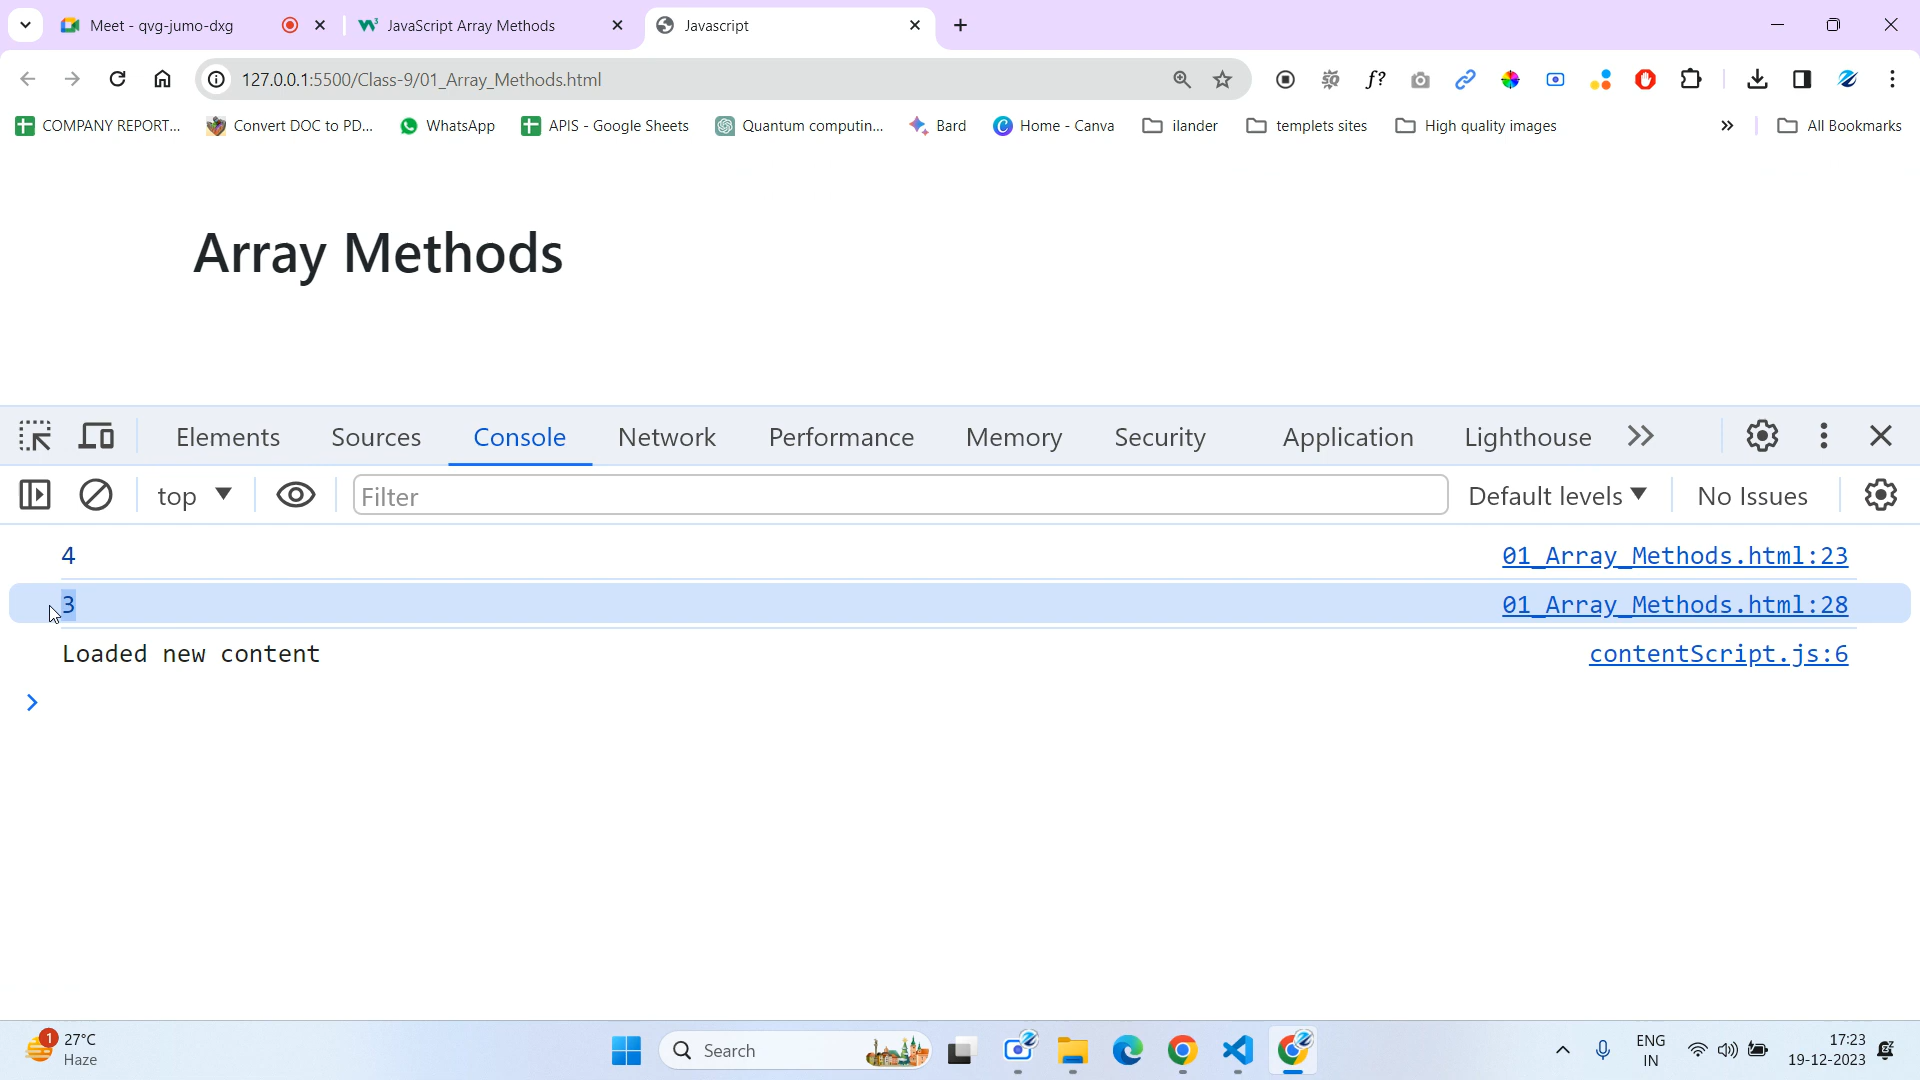 Meet - qvg-jumo-dxg
JavaScript Array Methods
Javascript
127.0.0.1:5500/Class-9/01_Array_Methods.html
f?
COMPANY REPORT...
Convert DOC to PD...
WhatsApp
APIS - Google Sheets
Quantum computin...
Bard
Home - Canva
ilander
templets sites
High quality images
All Bookmarks
Array Methods
Elements
Sources
Console
Network
Performance
Memory
Security
Application
Lighthouse
top
Filter
Default levels
No Issues
4 01_Array_Methods.html:23
3 01_Array_Methods.html:28
Loaded new content contentScript.js:6
1
27°C
Haze
Search
ENG
IN
17:23
19-12-2023